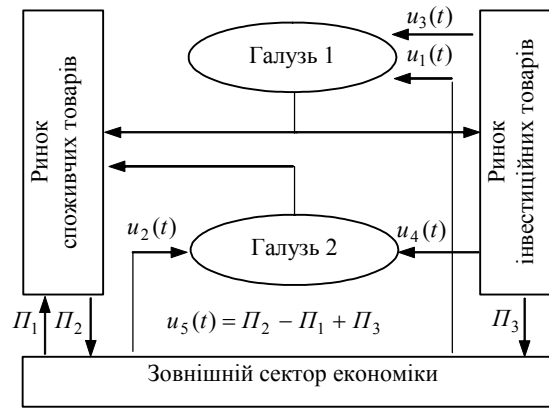 u₃(t)
Галузь 1
u₁(t)
Ринок
споживчих товарів
Ринок
інвестиційних товарів
u₂(t)
Галузь 2
u₄(t)
П₁
П₂
u₅(t) = П₂ − П₁ + П₃
П₃
Зовнішній сектор економіки